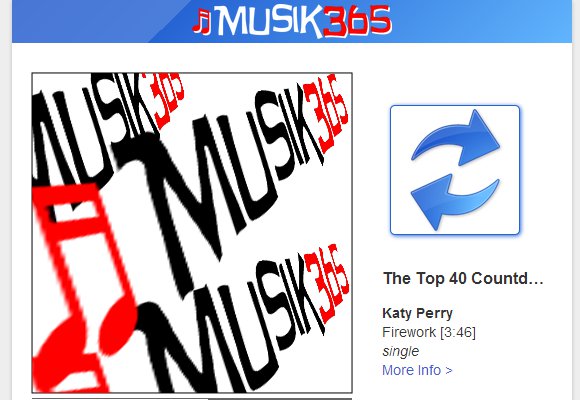 MUSIK365
MUSIK365
MUSIK365
MUSIK365
The Top 40 Countd...
Katy Perry
Firework [3:46]
single
More Info >